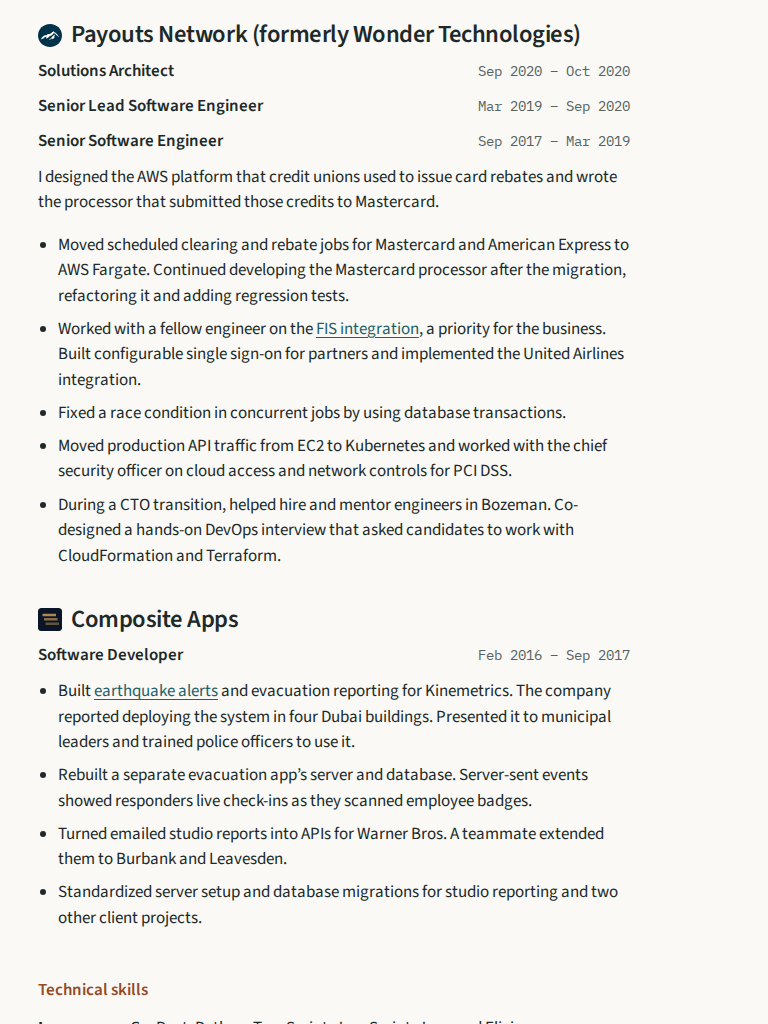 Payouts Network (formerly Wonder Technologies)
Solutions Architect Sep 2020 – Oct 2020
Senior Lead Software Engineer Mar 2019 – Sep 2020
Senior Software Engineer Sep 2017 – Mar 2019
I designed the AWS platform that credit unions used to issue card rebates and wrote
the processor that submitted those credits to Mastercard.
• Moved scheduled clearing and rebate jobs for Mastercard and American Express to
AWS Fargate. Continued developing the Mastercard processor after the migration,
refactoring it and adding regression tests.
• Worked with a fellow engineer on the FIS integration, a priority for the business.
Built configurable single sign-on for partners and implemented the United Airlines
integration.
• Fixed a race condition in concurrent jobs by using database transactions.
• Moved production API traffic from EC2 to Kubernetes and worked with the chief
security officer on cloud access and network controls for PCI DSS.
• During a CTO transition, helped hire and mentor engineers in Bozeman. Co-
designed a hands-on DevOps interview that asked candidates to work with
CloudFormation and Terraform.
Composite Apps
Software Developer Feb 2016 – Sep 2017
• Built earthquake alerts and evacuation reporting for Kinemetrics. The company
reported deploying the system in four Dubai buildings. Presented it to municipal
leaders and trained police officers to use it.
• Rebuilt a separate evacuation app’s server and database. Server-sent events
showed responders live check-ins as they scanned employee badges.
• Turned emailed studio reports into APIs for Warner Bros. A teammate extended
them to Burbank and Leavesden.
• Standardized server setup and database migrations for studio reporting and two
other client projects.
Technical skills